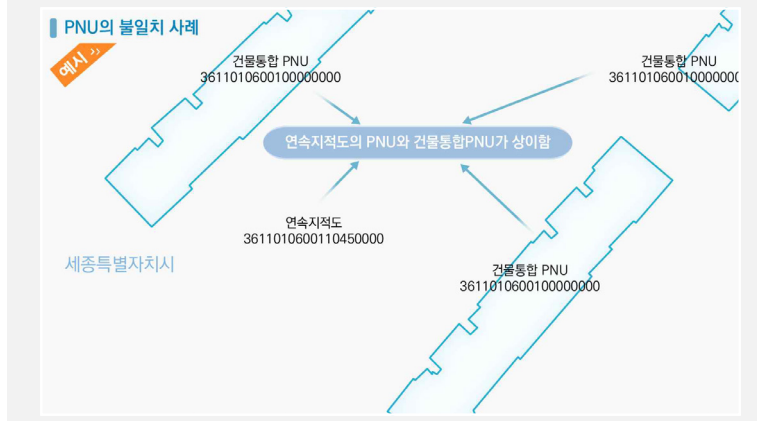 PNU의 불일치 사례
예시
건물통합 PNU
3611010600100000000
건물통합 PNU
361101060010000000
연속지적도의 PNU와 건물통합PNU가 상이함
연속지적도
3611010600110450000
세종특별자치시
건물통합 PNU
3611010600100000000